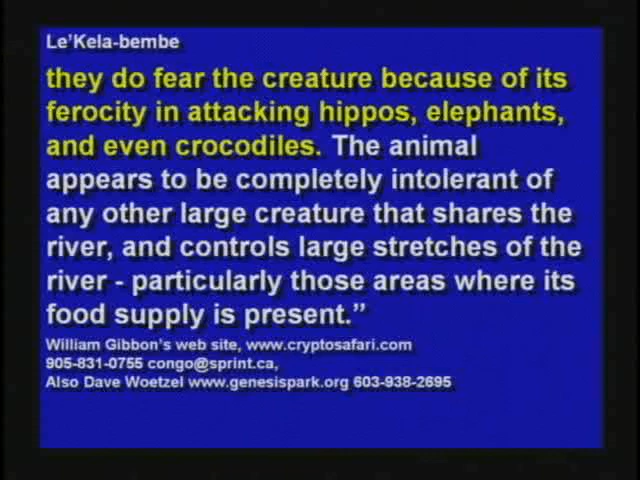 Le'Kela-bembe
they do fear the creature because of its
ferocity in attacking hippos, elephants,
and even crocodiles. The animal
appears to be completely intolerant of
any other large creature that shares the
river, and controls large stretches of the
river - particularly those areas where its
food supply is present.”
William Gibbon's web site, www.cryptosafari.com
905-831-0755 congo@sprint.ca,
Also Dave Woetzel www.genesispark.org 603-938-2695